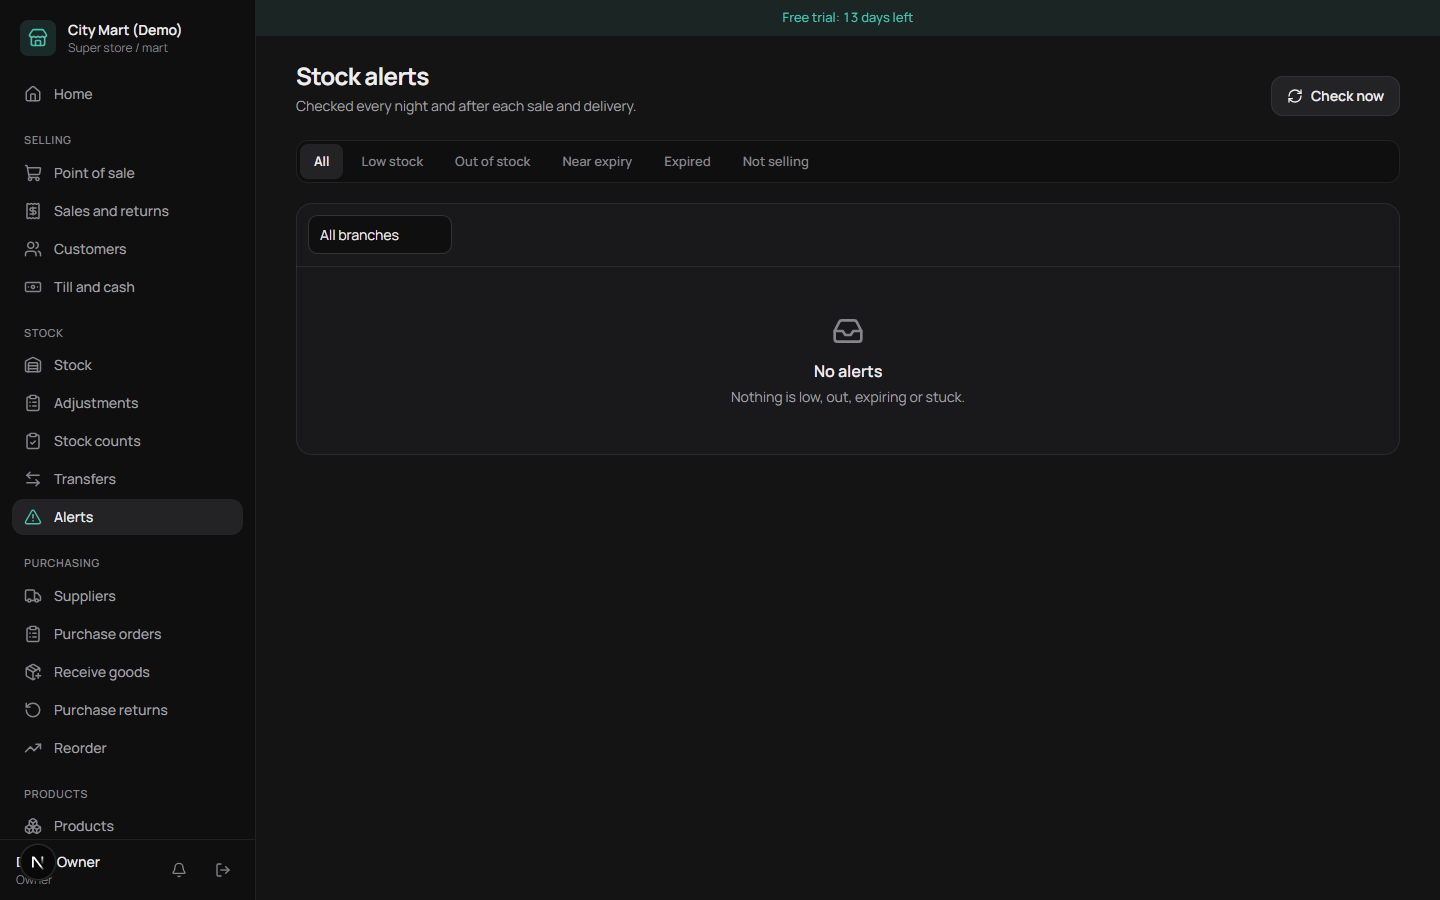 City Mart (Demo)
Super store / mart
Home
SELLING
Point of sale
Sales and returns
Customers
Till and cash
STOCK
Stock
Adjustments
Stock counts
Transfers
Alerts
PURCHASING
Suppliers
Purchase orders
Receive goods
Purchase returns
Reorder
PRODUCTS
Products
N
Owner
Owner
Free trial: 13 days left
Stock alerts
Checked every night and after each sale and delivery.
Check now
All
Low stock
Out of stock
Near expiry
Expired
Not selling
All branches
No alerts
Nothing is low, out, expiring or stuck.